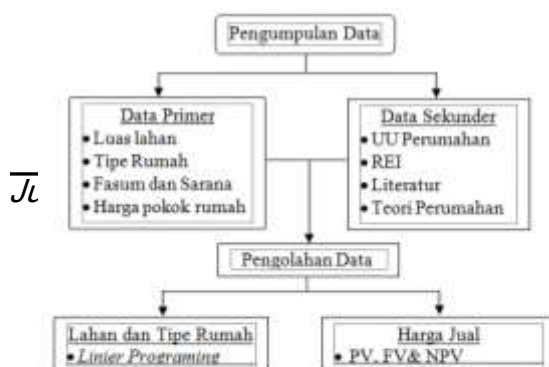 Pengumpulan Data
Data Primer
• Luas lahan
• Tipe Rumah
• Fasum dan Sarana
• Harga pokok rumah
Data Sekunder
• UU Perumahan
• REI
• Literatur
• Teori Perumahan
Ju
Pengolahan Data
Lahan dan Tipe Rumah
• Linier Programing
Harga Jual
• PV, FV& NPV